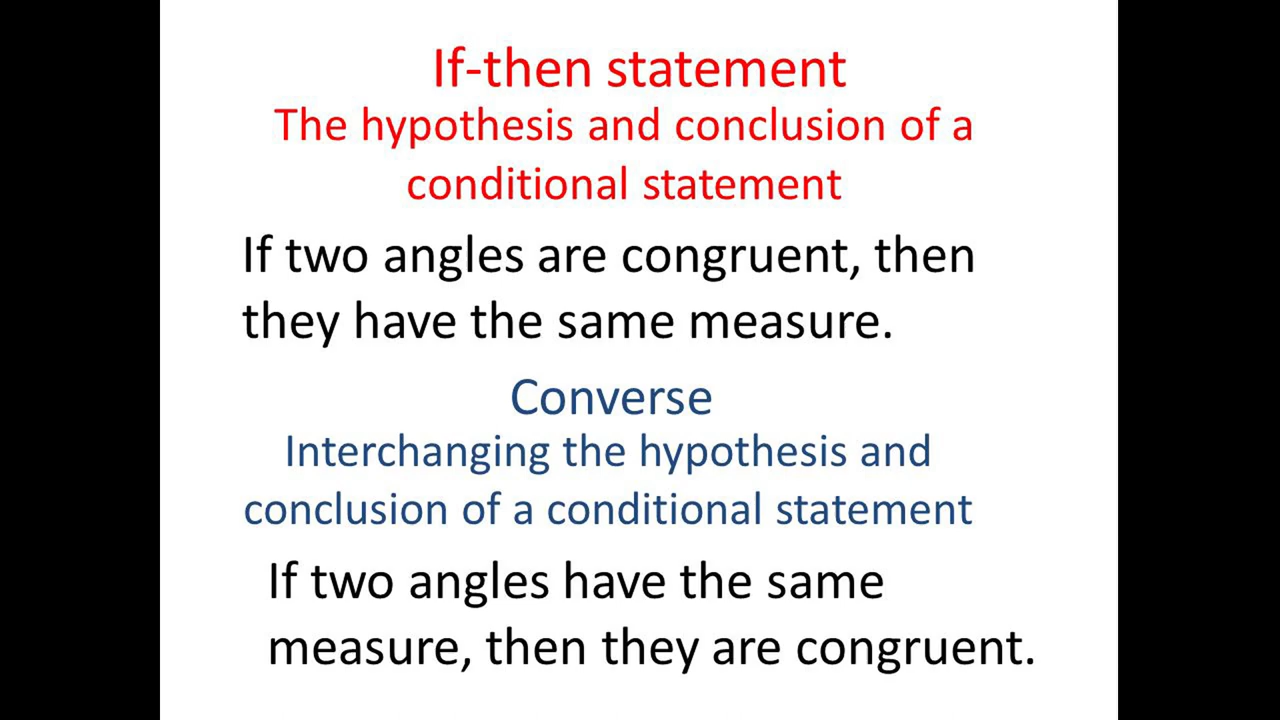 If-then statement
The hypothesis and conclusion of a
conditional statement
If two angles are congruent, then
they have the same measure.
Converse
Interchanging the hypothesis and
conclusion of a conditional statement
If two angles have the same
measure, then they are congruent.